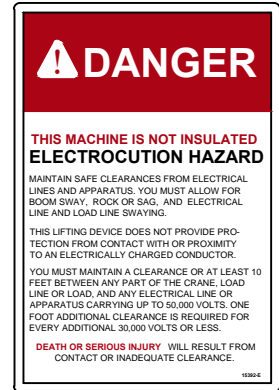 DANGER
THIS MACHINE IS NOT INSULATED
ELECTROCUTION HAZARD
MAINTAIN SAFE CLEARANCES FROM ELECTRICAL
LINES AND APPARATUS. YOU MUST ALLOW FOR
BOOM SWAY, ROCK OR SAG, AND ELECTRICAL
LINE AND LOAD LINE SWAYING.
THIS LIFTING DEVICE DOES NOT PROVIDE PRO-
TECTION FROM CONTACT WITH OR PROXIMITY
TO AN ELECTRICALLY CHARGED CONDUCTOR.
YOU MUST MAINTAIN A CLEARANCE OR AT LEAST 10
FEET BETWEEN ANY PART OF THE CRANE, LOAD
LINE OR LOAD, AND ANY ELECTRICAL LINE OR
APPARATUS CARRYING UP TO 50,000 VOLTS. ONE
FOOT ADDITIONAL CLEARANCE IS REQUIRED FOR
EVERY ADDITIONAL 30,000 VOLTS OR LESS.
DEATH OR SERIOUS INJURY WILL RESULT FROM
CONTACT OR INADEQUATE CLEARANCE.
15392-E